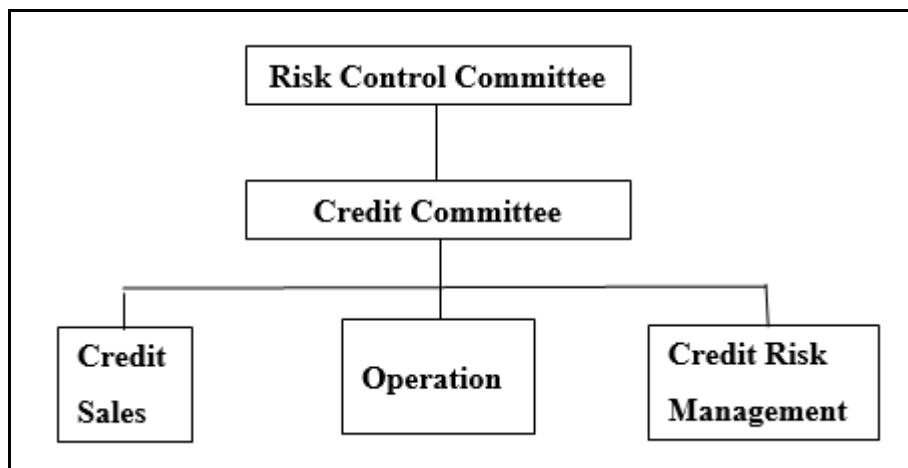 Risk Control Committee
Credit Committee
Credit
Sales
Operation
Credit Risk
Management